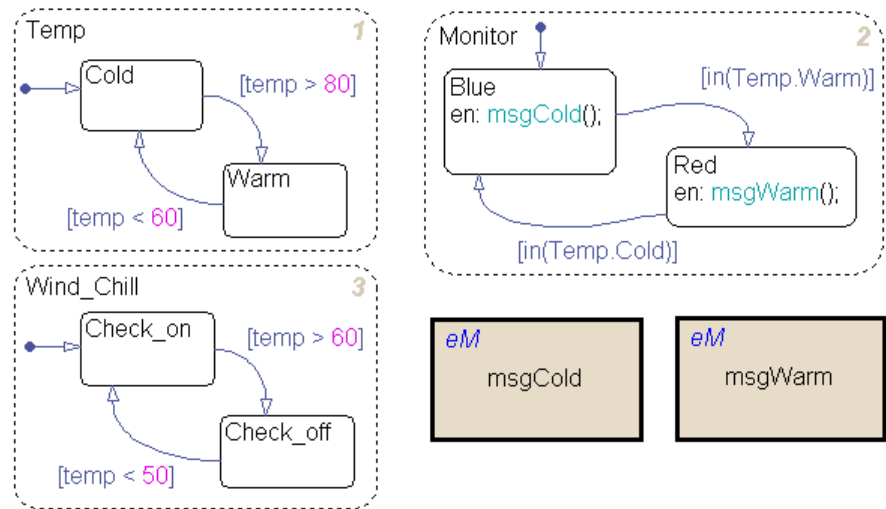 Temp 1
Cold
[temp > 80]
Warm
[temp < 60]
Monitor 2
Blue
en: msgCold();
[in(Temp.Warm)]
Red
en: msgWarm();
[in(Temp.Cold)]
Wind_Chill 3
Check_on
[temp > 60]
Check_off
[temp < 50]
eM
msgCold
eM
msgWarm